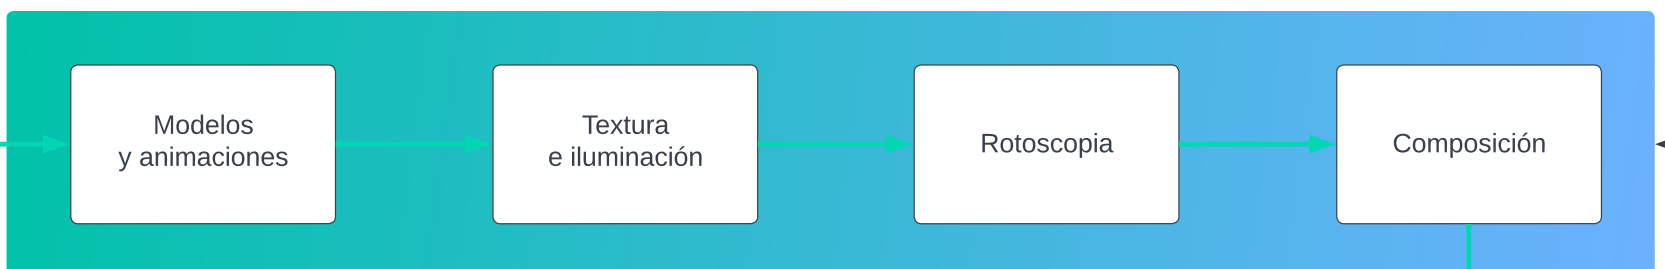 Modelos
y animaciones
Textura
e iluminación
Rotoscopia
Composición